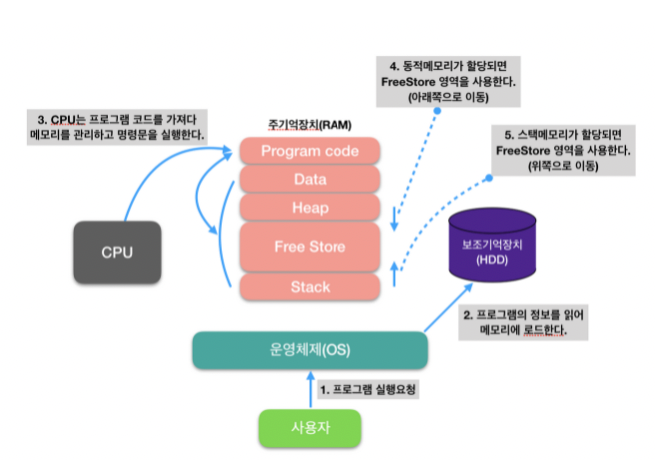 4. 동적메모리가 할당되면
FreeStore 영역을 사용한다.
(아래쪽으로 이동)
3. CPU는 프로그램 코드를 가져다
메모리를 관리하고 명령문을 실행한다.
주기억장치(RAM)
5. 스택메모리가 할당되면
FreeStore 영역을 사용한다.
(위쪽으로 이동)
Program code
Data
Heap
Free Store
Stack
CPU
보조기억장치
(HDD)
2. 프로그램의 정보를 읽어
메모리에 로드한다.
운영체제(OS)
1. 프로그램 실행요청
사용자